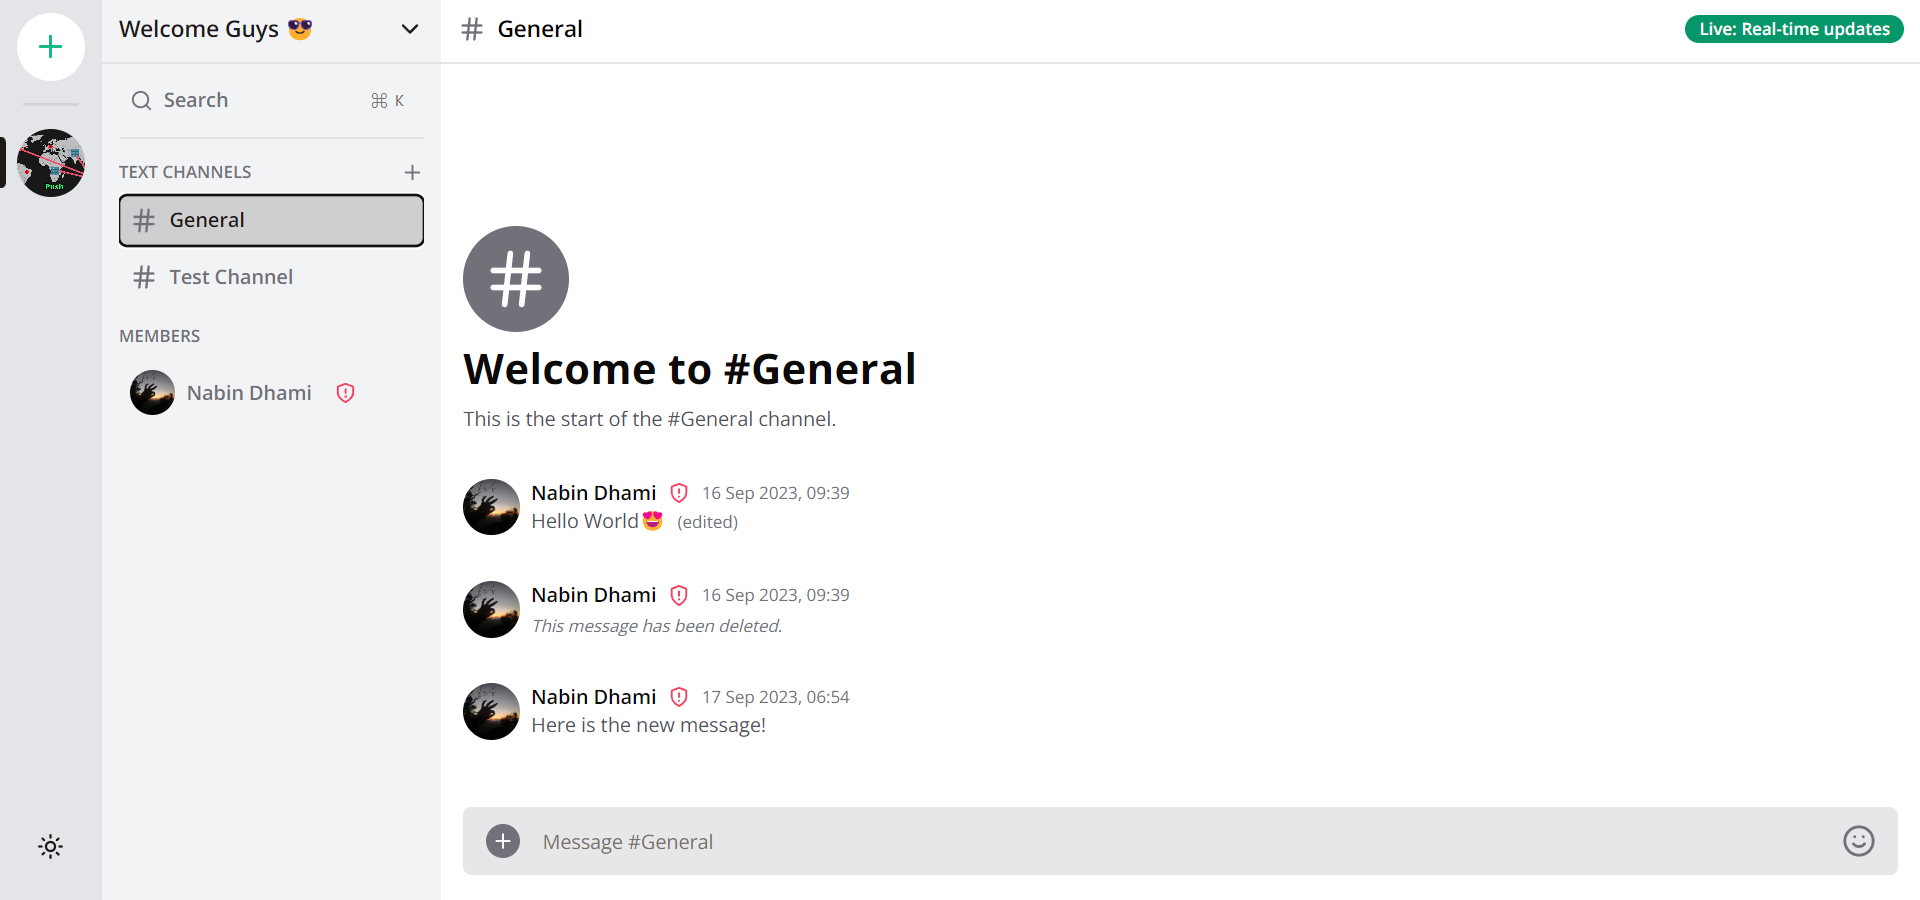 Welcome Guys 😎
General
Live: Real-time updates
Search
⌘ K
TEXT CHANNELS
General
Test Channel
MEMBERS
Nabin Dhami
Push
Welcome to #General
This is the start of the #General channel.
Nabin Dhami 16 Sep 2023, 09:39
Hello World😍 (edited)
Nabin Dhami 16 Sep 2023, 09:39
This message has been deleted.
Nabin Dhami 17 Sep 2023, 06:54
Here is the new message!
Message #General